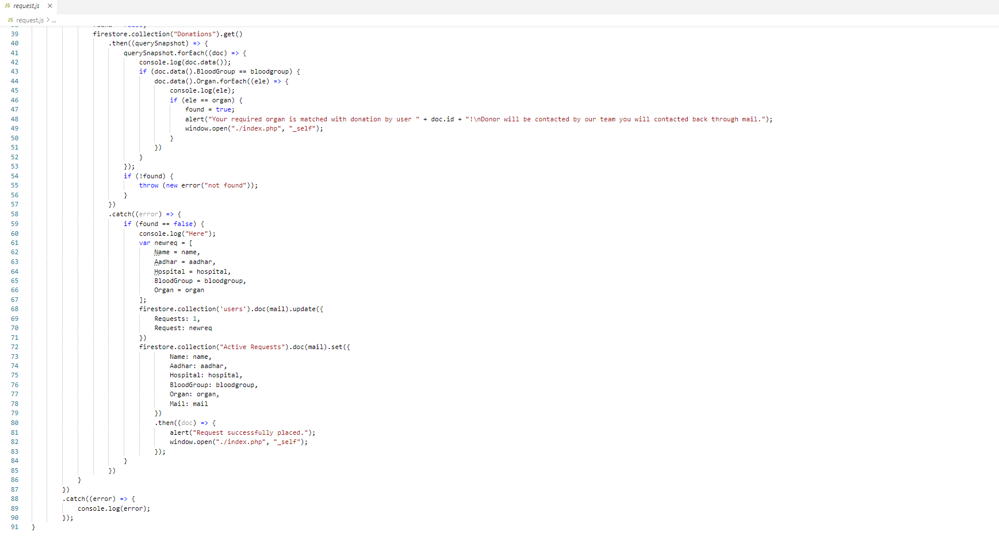 JS request.js ×
JS request.js > ...
39 firestore.collection("Donations").get()
40 .then((querySnapshot) => {
41 querySnapshot.forEach((doc) => {
42 console.log(doc.data());
43 if (doc.data().BloodGroup == bloodgroup) {
44 doc.data().Organ.forEach((ele) => {
45 console.log(ele);
46 if (ele == organ) {
47 found = true;
48 alert("Your required organ is matched with donation by user " + doc.id + "!\nDonor will be contacted by our team you will contacted back through mail.");
49 window.open("./index.php", "_self");
50 }
51 })
52 }
53 });
54 if (!found) {
55 throw (new error("not found"));
56 }
57 })
58 .catch((error) => {
59 if (found == false) {
60 console.log("Here");
61 var newreq = [
62 Name = name,
63 Aadhar = aadhar,
64 Hospital = hospital,
65 BloodGroup = bloodgroup,
66 Organ = organ
67 ];
68 firestore.collection('users').doc(mail).update({
69 Requests: 1,
70 Request: newreq
71 })
72 firestore.collection("Active Requests").doc(mail).set({
73 Name: name,
74 Aadhar: aadhar,
75 Hospital: hospital,
76 BloodGroup: bloodgroup,
77 Organ: organ,
78 Mail: mail
79 })
80 .then((doc) => {
81 alert("Request successfully placed.");
82 window.open("./index.php", "_self");
83 });
84 }
85 })
86 }
87 })
88 .catch((error) => {
89 console.log(error);
90 });
91 }